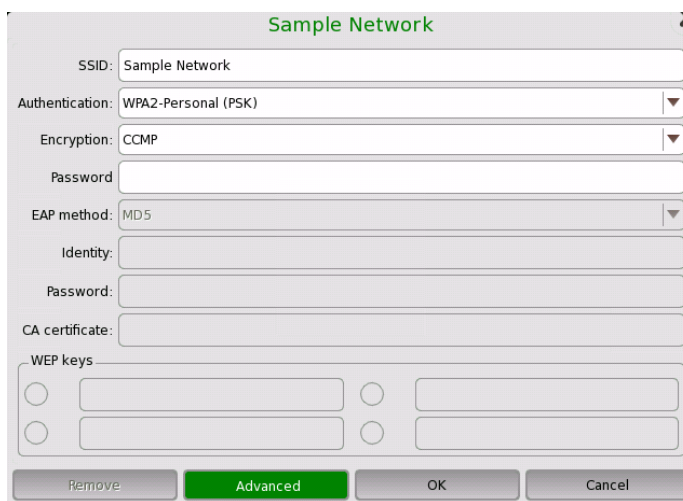 Sample Network
SSID: Sample Network
Authentication: WPA2-Personal (PSK)
Encryption: CCMP
Password
EAP method: MD5
Identity:
Password:
CA certificate:
WEP keys
Remove Advanced OK Cancel